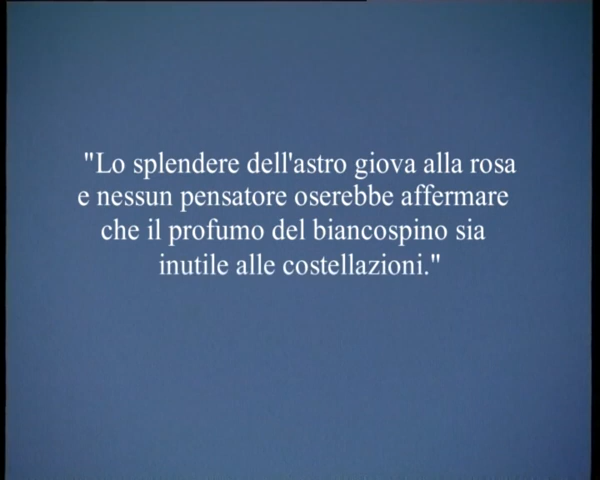 "Lo splendere dell'astro giova alla rosa
e nessun pensatore oserebbe affermare
che il profumo del biancospino sia
inutile alle costellazioni."